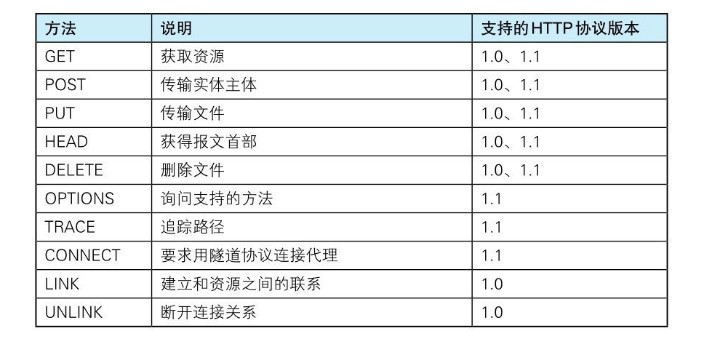 方法 说明 支持的HTTP协议版本
GET 获取资源 1.0、1.1
POST 传输实体主体 1.0、1.1
PUT 传输文件 1.0、1.1
HEAD 获得报文首部 1.0、1.1
DELETE 删除文件 1.0、1.1
OPTIONS 询问支持的方法 1.1
TRACE 追踪路径 1.1
CONNECT 要求用隧道协议连接代理 1.1
LINK 建立和资源之间的联系 1.0
UNLINK 断开连接关系 1.0